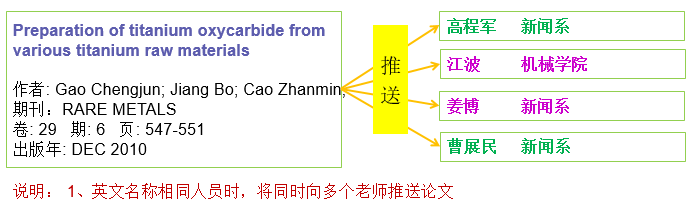 Preparation of titanium oxycarbide from
various titanium raw materials
作者: Gao Chengjun; Jiang Bo; Cao Zhanmin;
期刊：RARE METALS
卷: 29 期: 6 页: 547-551
出版年: DEC 2010
推
送
高程军 新闻系
江波 机械学院
姜博 新闻系
曹展民 新闻系
说明： 1、英文名称相同人员时，将同时向多个老师推送论文